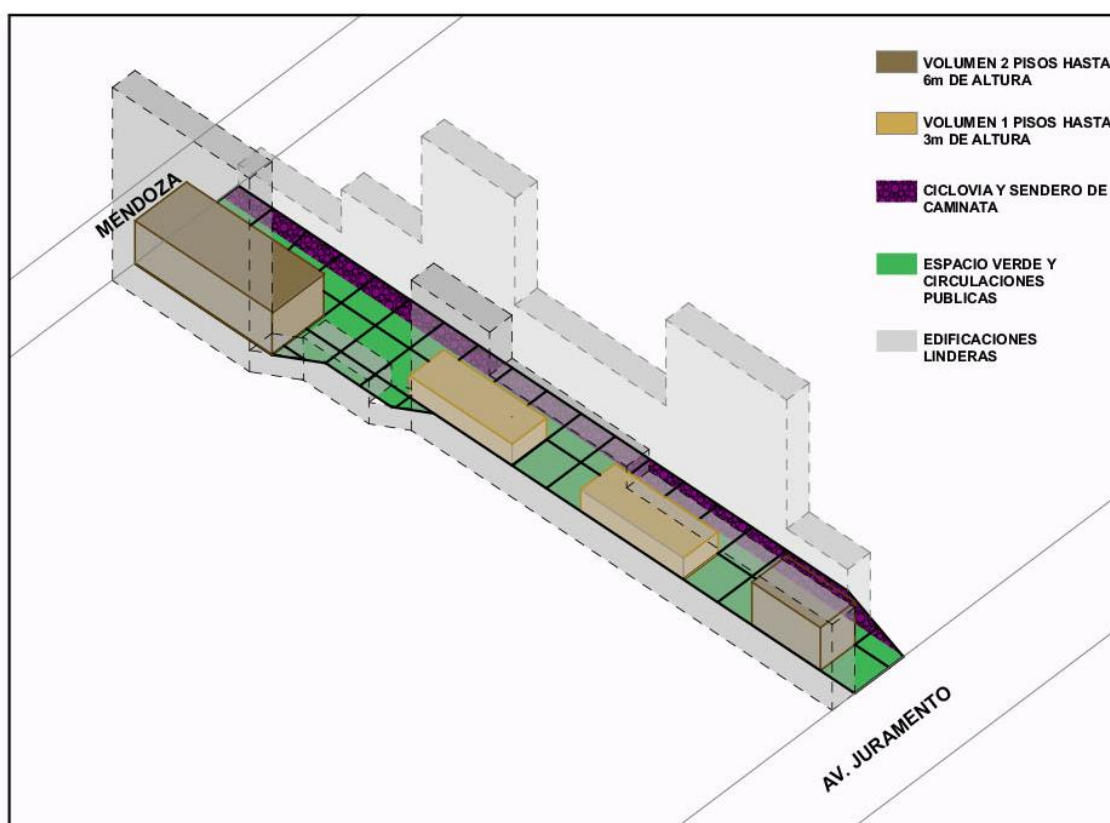 VOLUMEN 2 PISOS HASTA
6m DE ALTURA
VOLUMEN 1 PISOS HASTA
3m DE ALTURA
CICLOVIA Y SENDERO DE
CAMINATA
ESPACIO VERDE Y
CIRCULACIONES
PUBLICAS
EDIFICACIONES
LINDERAS
MENDOZA
AV. JURAMENTO